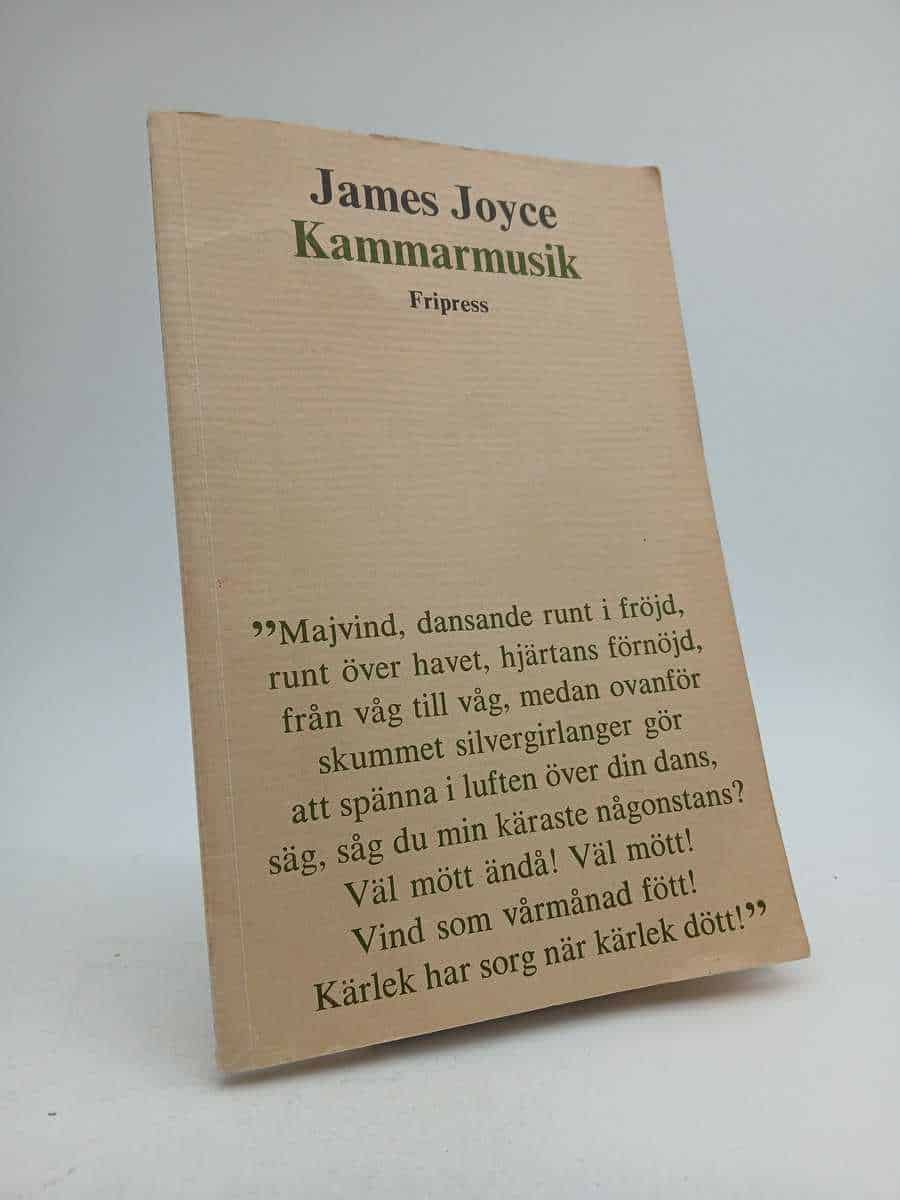 James Joyce
Kammarmusik
Fripress
”Majvind, dansande runt i fröjd,
runt över havet, hjärtans förnöjd,
från våg till våg, medan ovanför
skummet silvergirlanger gör
att spänna i luften över din dans,
säg, såg du min käraste någonstans?
Väl mött ändå! Väl mött!
Vind som vårmånad fött!
Kärlek har sorg när kärlek dött!”